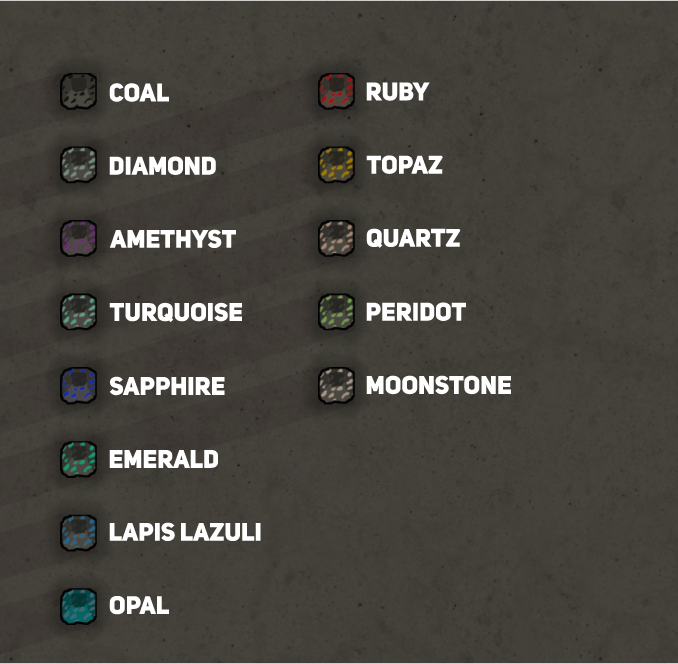 COAL
DIAMOND
AMETHYST
TURQUOISE
SAPPHIRE
EMERALD
LAPIS LAZULI
OPAL
RUBY
TOPAZ
QUARTZ
PERIDOT
MOONSTONE